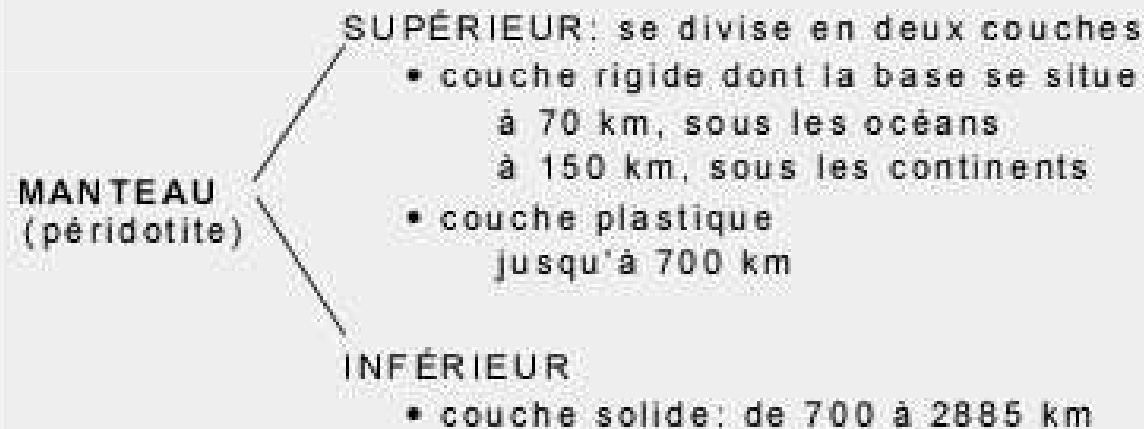 SUPÉRIEUR: se divise en deux couches
• couche rigide dont la base se situe
à 70 km, sous les océans
à 150 km, sous les continents
MANTEAU
(péridotite)
• couche plastique
jusqu'à 700 km
INFÉRIEUR
• couche solide: de 700 à 2885 km